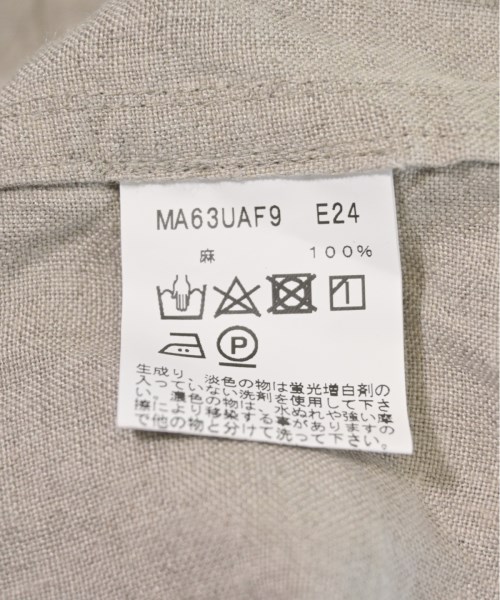 MA63UAF9 E24
麻 100%
P
生成り、淡色の物は蛍光増白剤の
入っていない洗剤を使用して下さ
い。濃色の物は、水ぬれや強い摩
擦により移染する事がありますの
で他の物と分けて洗って下さい。